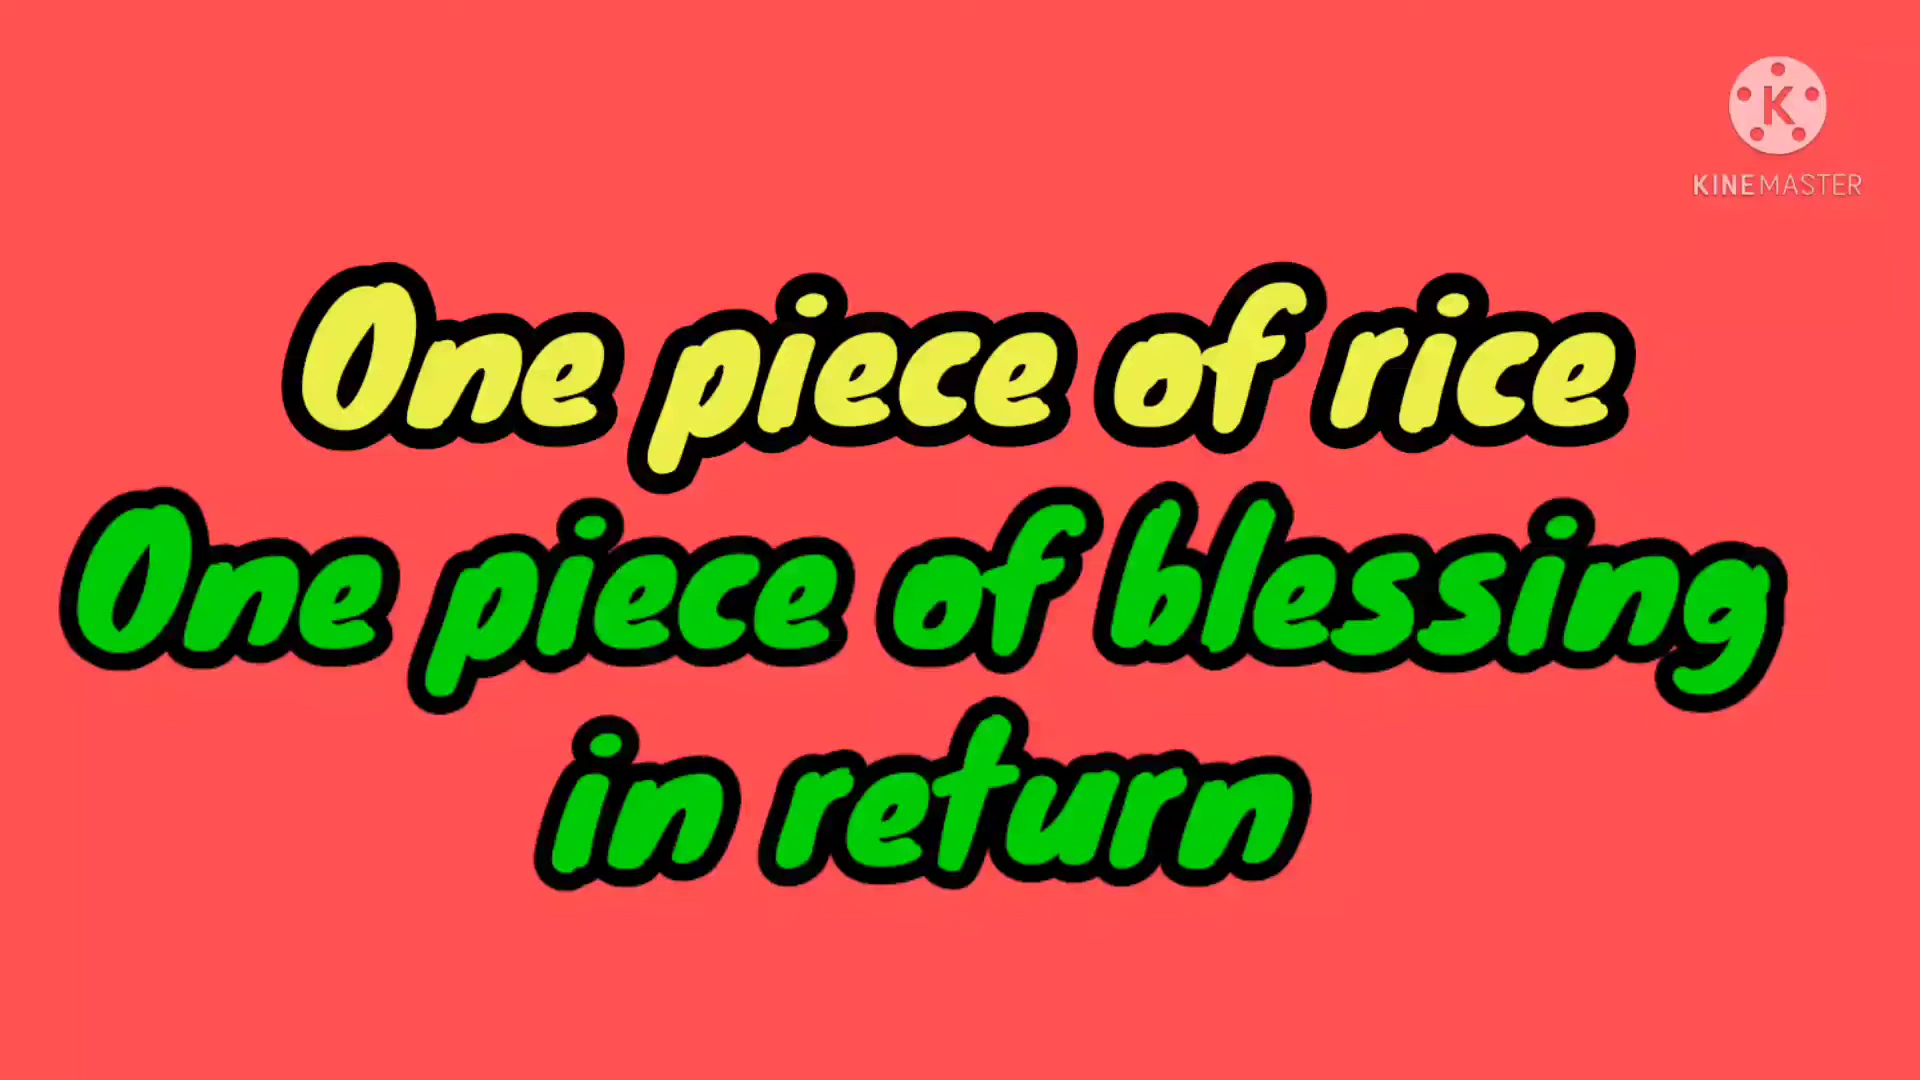 K
KINEMASTER
One piece of rice
One piece of blessing
in return